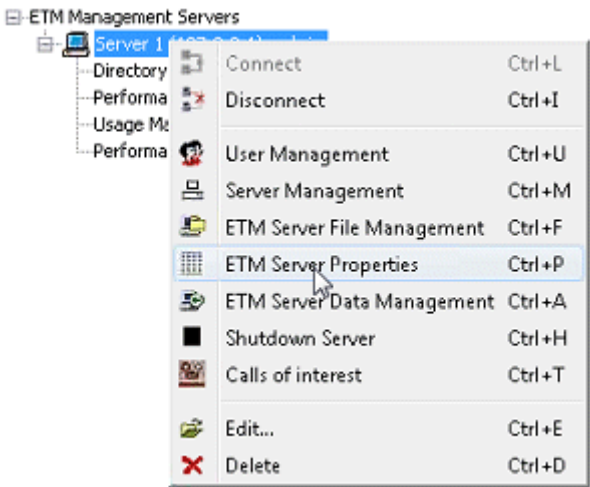 ETM Management Servers
Server 1
Directory
Performa
Usage Ma
Performa
Connect Ctrl+L
Disconnect Ctrl+I
User Management Ctrl+U
Server Management Ctrl+M
ETM Server File Management Ctrl+F
ETM Server Properties Ctrl+P
ETM Server Data Management Ctrl+A
Shutdown Server Ctrl+H
Calls of interest Ctrl+T
Edit... Ctrl+E
Delete Ctrl+D